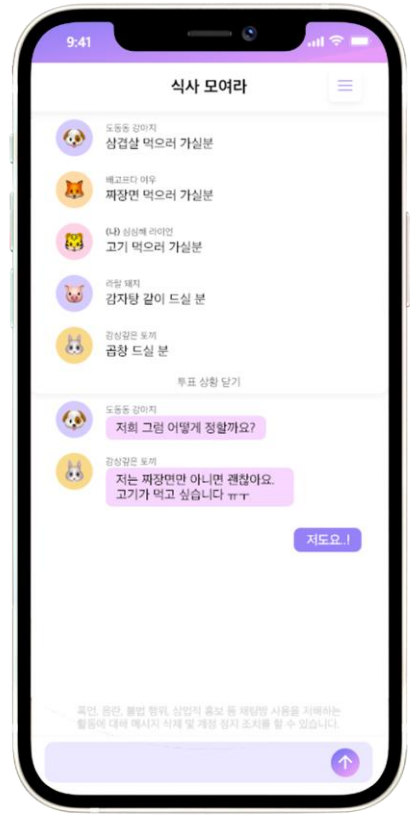 9:41
식사 모여라
도동동 강아지
삼겹살 먹으러 가실분
배고프다 여우
짜장면 먹으러 가실분
(나) 심심해 라이언
고기 먹으러 가실분
라랄 돼지
감자탕 같이 드실 분
감상같은 토끼
곱창 드실 분
투표 상황 닫기
도동동 강아지
저희 그럼 어떻게 정할까요?
감상같은 토끼
저는 짜장면만 아니면 괜찮아요.
고기가 먹고 싶습니다 ㅠㅜ
저도요..!
폭언, 음란, 불법 행위, 상업적 홍보 등 채팅방 사용을 저해하는
활동에 대해 메시지 삭제 및 계정 정지 조치를 할 수 있습니다.